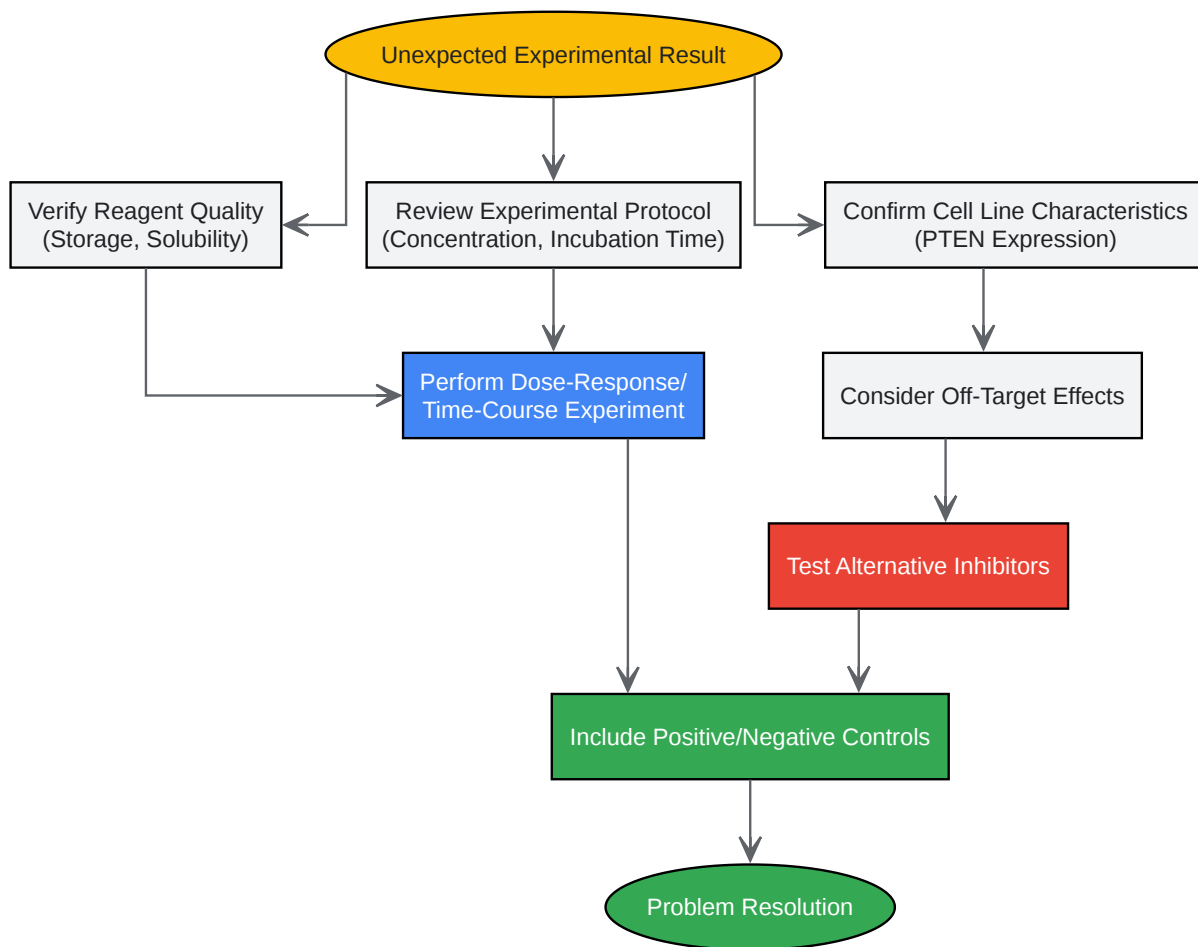 Unexpected Experimental Result
Verify Reagent Quality
(Storage, Solubility)
Review Experimental Protocol
(Concentration, Incubation Time)
Confirm Cell Line Characteristics
(PTEN Expression)
Perform Dose-Response/
Time-Course Experiment
Consider Off-Target Effects
Test Alternative Inhibitors
Include Positive/Negative Controls
Problem Resolution